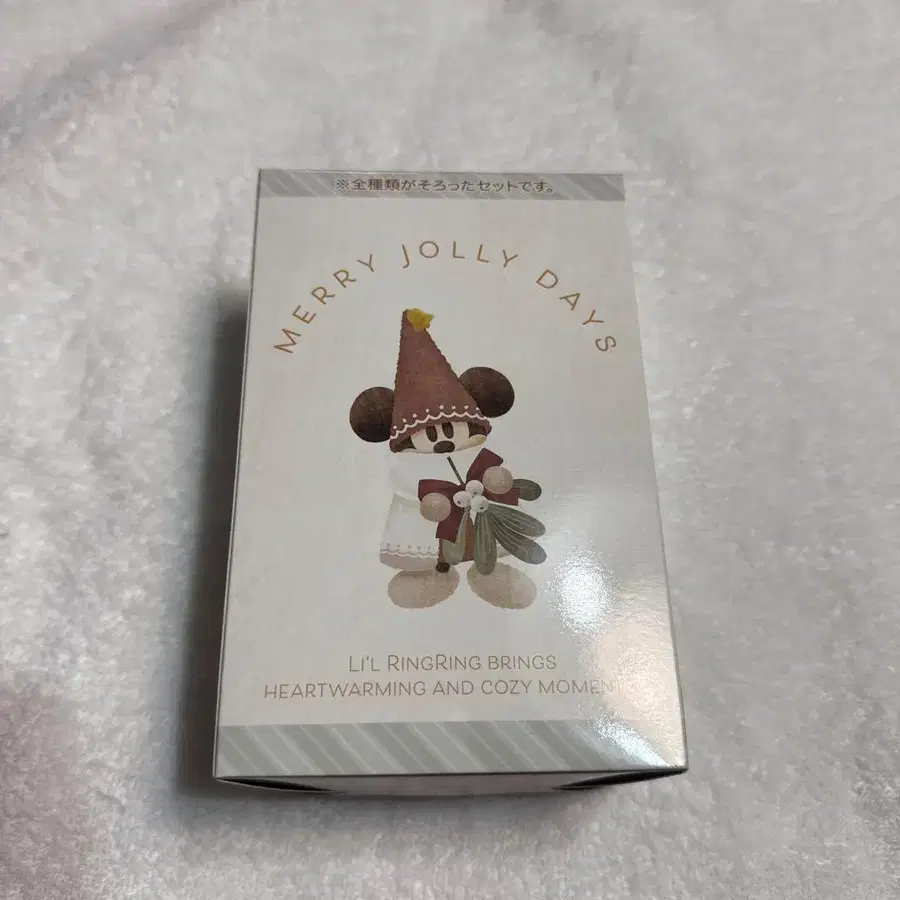 ※全種類がそろったセットです。
MERRY JOLLY DAYS
LI'L RINGRING BRINGS
HEARTWARMING AND COZY